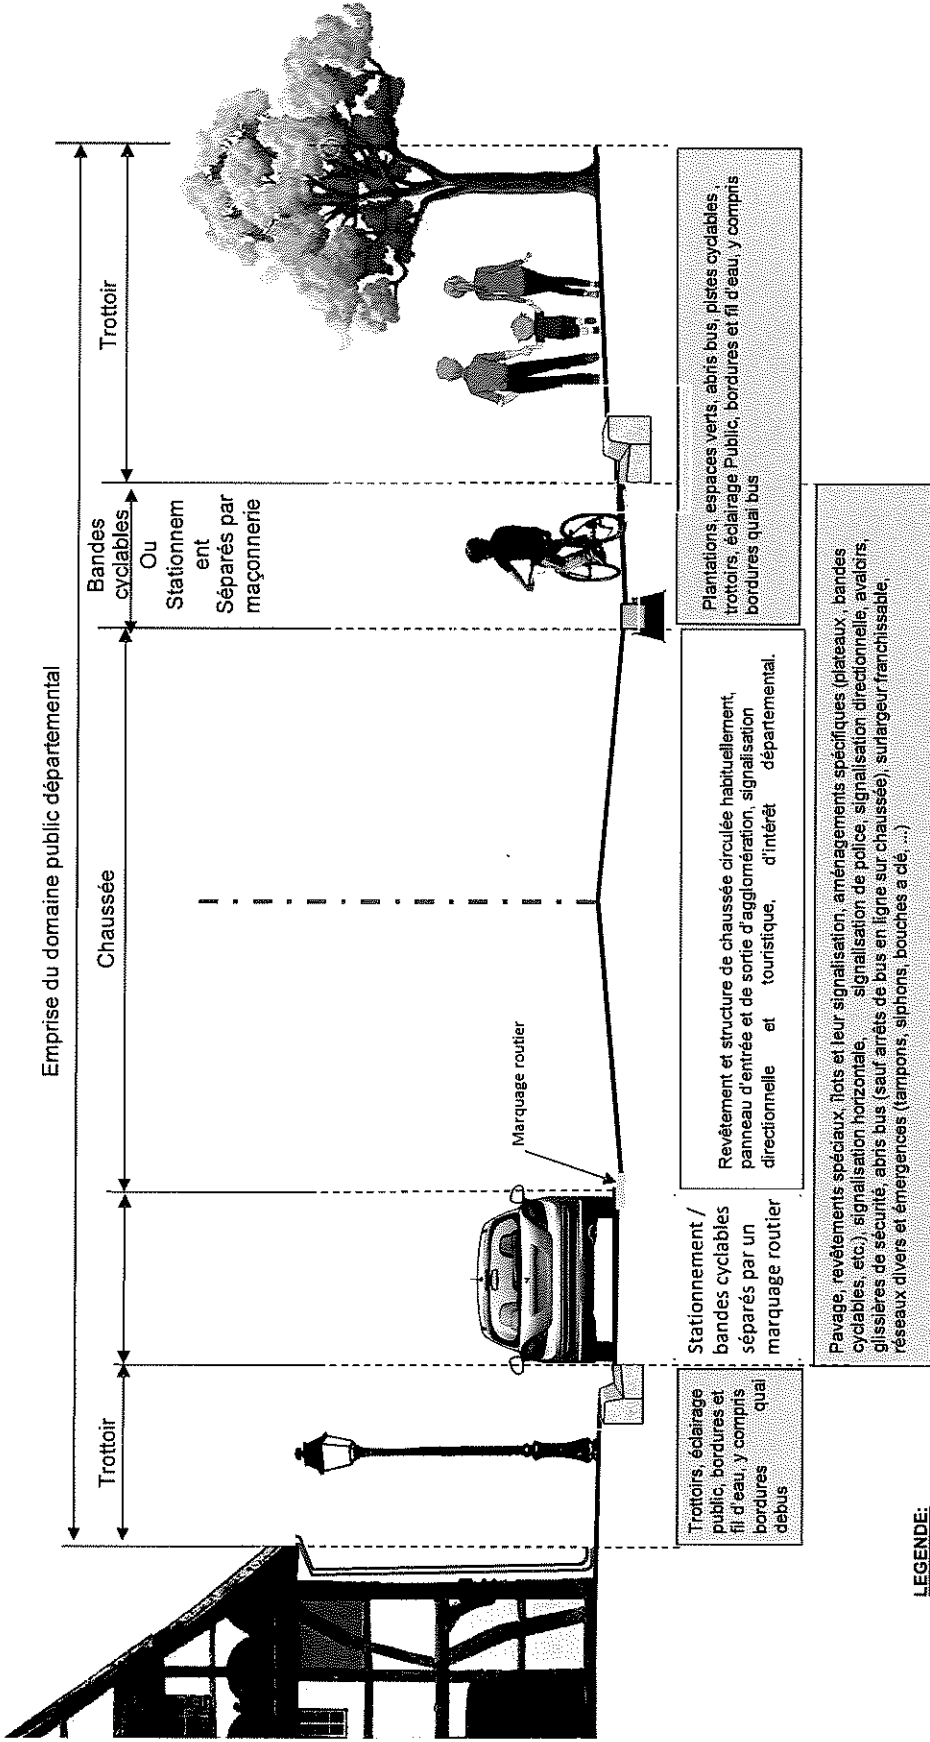 Emprise du domaine public départemental
Trottoir
Chaussée
Bandes
cyclables
Ou
Stationnem
ent
Séparés par
maçonnerie
Trottoir
Marquage routier
Trottoirs, éclairage
public, bordures et
fil d'eau, y compris
bordures quai
debus
Stationnement /
bandes cyclables
séparés par un
marquage routier
Revêtement et structure de chaussée circulée habituellement,
panneau d'entrée et de sortie d'agglomération, signalisation
directionnelle et touristique, d'intérêt départemental.
Plantations, espaces verts, abris bus, pistes cyclables ,
trottoirs, éclairage Public, bordures et fil d'eau, y compris
bordures quai bus
Pavage, revêtements spéciaux, îlots et leur signalisation, aménagements spécifiques (plateaux , bandes
cyclables, etc.), signalisation horizontale, signalisation de police, signalisation directionnelle, avaloirs,
glissières de sécurité, abris bus (sauf arrêts de bus en ligne sur chaussée), surlargeur franchissable,
réseaux divers et émergences (tampons, siphons, bouches a clé, ...)
LEGENDE: